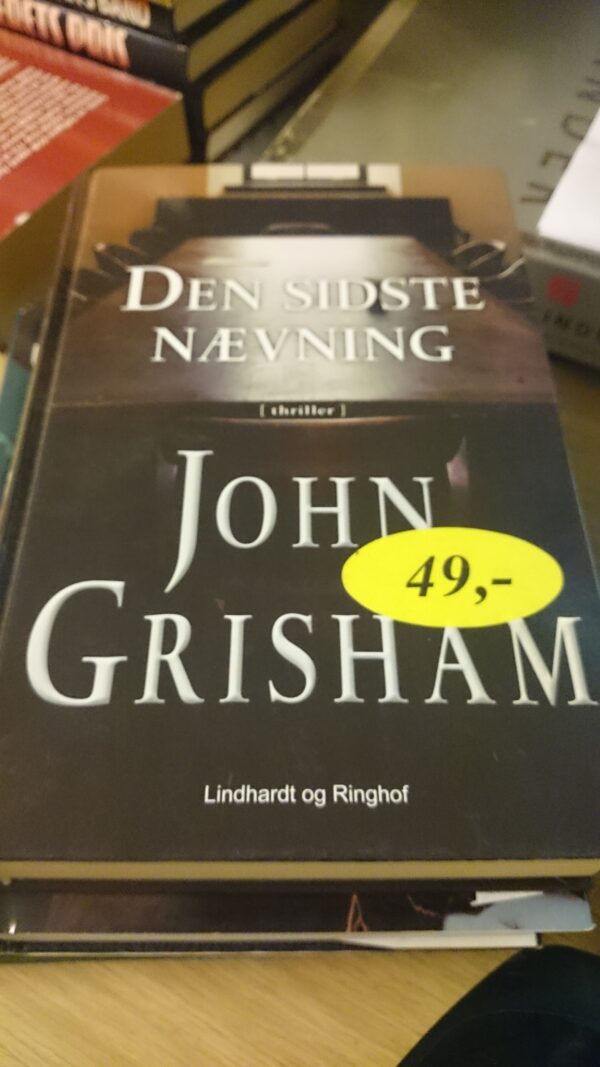 DEN SIDSTE
NÆVNING
[ thriller ]
JOHN
GRISHAM
49,-
Lindhardt og Ringhof